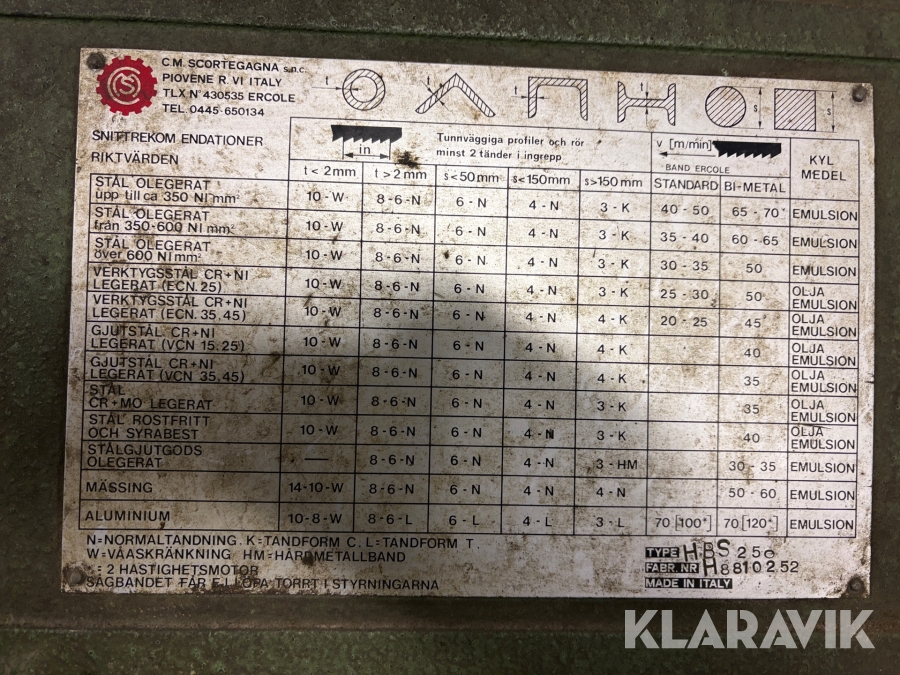 CS
C.M. SCORTEGAGNA s.n.c.
PIOVENE R. VI ITALY
TLX N° 430535 ERCOLE
TEL. 0445-650134
t t t t s s
SNITTREKOM ENDATIONER
RIKTVÄRDEN
in
Tunnväggiga profiler och rör
minst 2 tänder i ingrepp
v [m/min]
BAND ERCOLE
KYL
MEDEL
t < 2mm t > 2mm s<50mm s<150mm s>150mm STANDARD BI-METAL
STÅL OLEGERAT
upp till ca 350 N/mm² 10-W 8-6-N 6-N 4-N 3-K 40-50 65-70 EMULSION
STÅL OLEGERAT
från 350-600 N/mm² 10-W 8-6-N 6-N 4-N 3-K 35-40 60-65 EMULSION
STÅL OLEGERAT
över 600 N/mm² 10-W 8-6-N 6-N 4-N 3-K 30-35 50 EMULSION
VERKTYGSSTÅL CR+NI
LEGERAT (ECN.25) 10-W 8-6-N 6-N 4-N 3-K 25-30 50 OLJA
EMULSION
VERKTYGSSTÅL CR+NI
LEGERAT (ECN. 35,45) 10-W 8-6-N 6-N 4-N 4-K 20-25 45 OLJA
EMULSION
GJUTSTÅL CR+NI
LEGERAT (VCN 15.25) 10-W 8-6-N 6-N 4-N 4-K 40 OLJA
EMULSION
GJUTSTÅL CR+NI
LEGERAT (VCN 35,45) 10-W 8-6-N 6-N 4-N 4-K 35 OLJA
EMULSION
STÅL
CR+MO LEGERAT 10-W 8-6-N 6-N 4-N 3-K 35 OLJA
EMULSION
STÅL ROSTFRITT
OCH SYRABEST 10-W 8-6-N 6-N 4-N 3-K 40 OLJA
EMULSION
STÅLGJUTGODS
OLEGERAT — 8-6-N 6-N 4-N 3-HM 30-35 EMULSION
MÄSSING 14-10-W 8-6-N 6-N 4-N 4-N 50-60 EMULSION
ALUMINIUM 10-8-W 8-6-L 6-L 4-L 3-L 70 [100*] 70 [120*] EMULSION
N=NORMALTANDNING, K=TANDFORM C, L=TANDFORM T,
W=VÅASKRÄNKNING HM=HÅRDMETALLBAND
=2 HASTIGHETSMOTOR
SÅGBANDET FÅR EJ LÖPA TORRT I STYRNINGARNA
TYPE HBS 250
FABR. NR H8810252
MADE IN ITALY
KLARAVIK